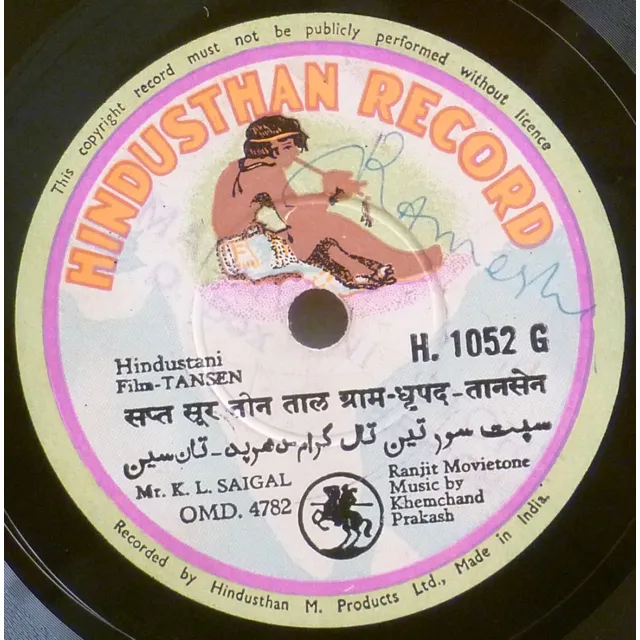 This copyright record must not be publicly performed without licence
HINDUSTHAN RECORD
Ramesh
H. 1052 G
Hindustani
Film-TANSEN
सप्त सूर तीन ताल ग्राम-धृपद-तानसेन
سپت سور تین تال گرام دھرپد-تان سین
Mr. K. L. SAIGAL
OMD. 4782
Ranjit Movietone
Music by
Khemchand
Prakash
Recorded by Hindusthan M. Products Ltd., Made in India.